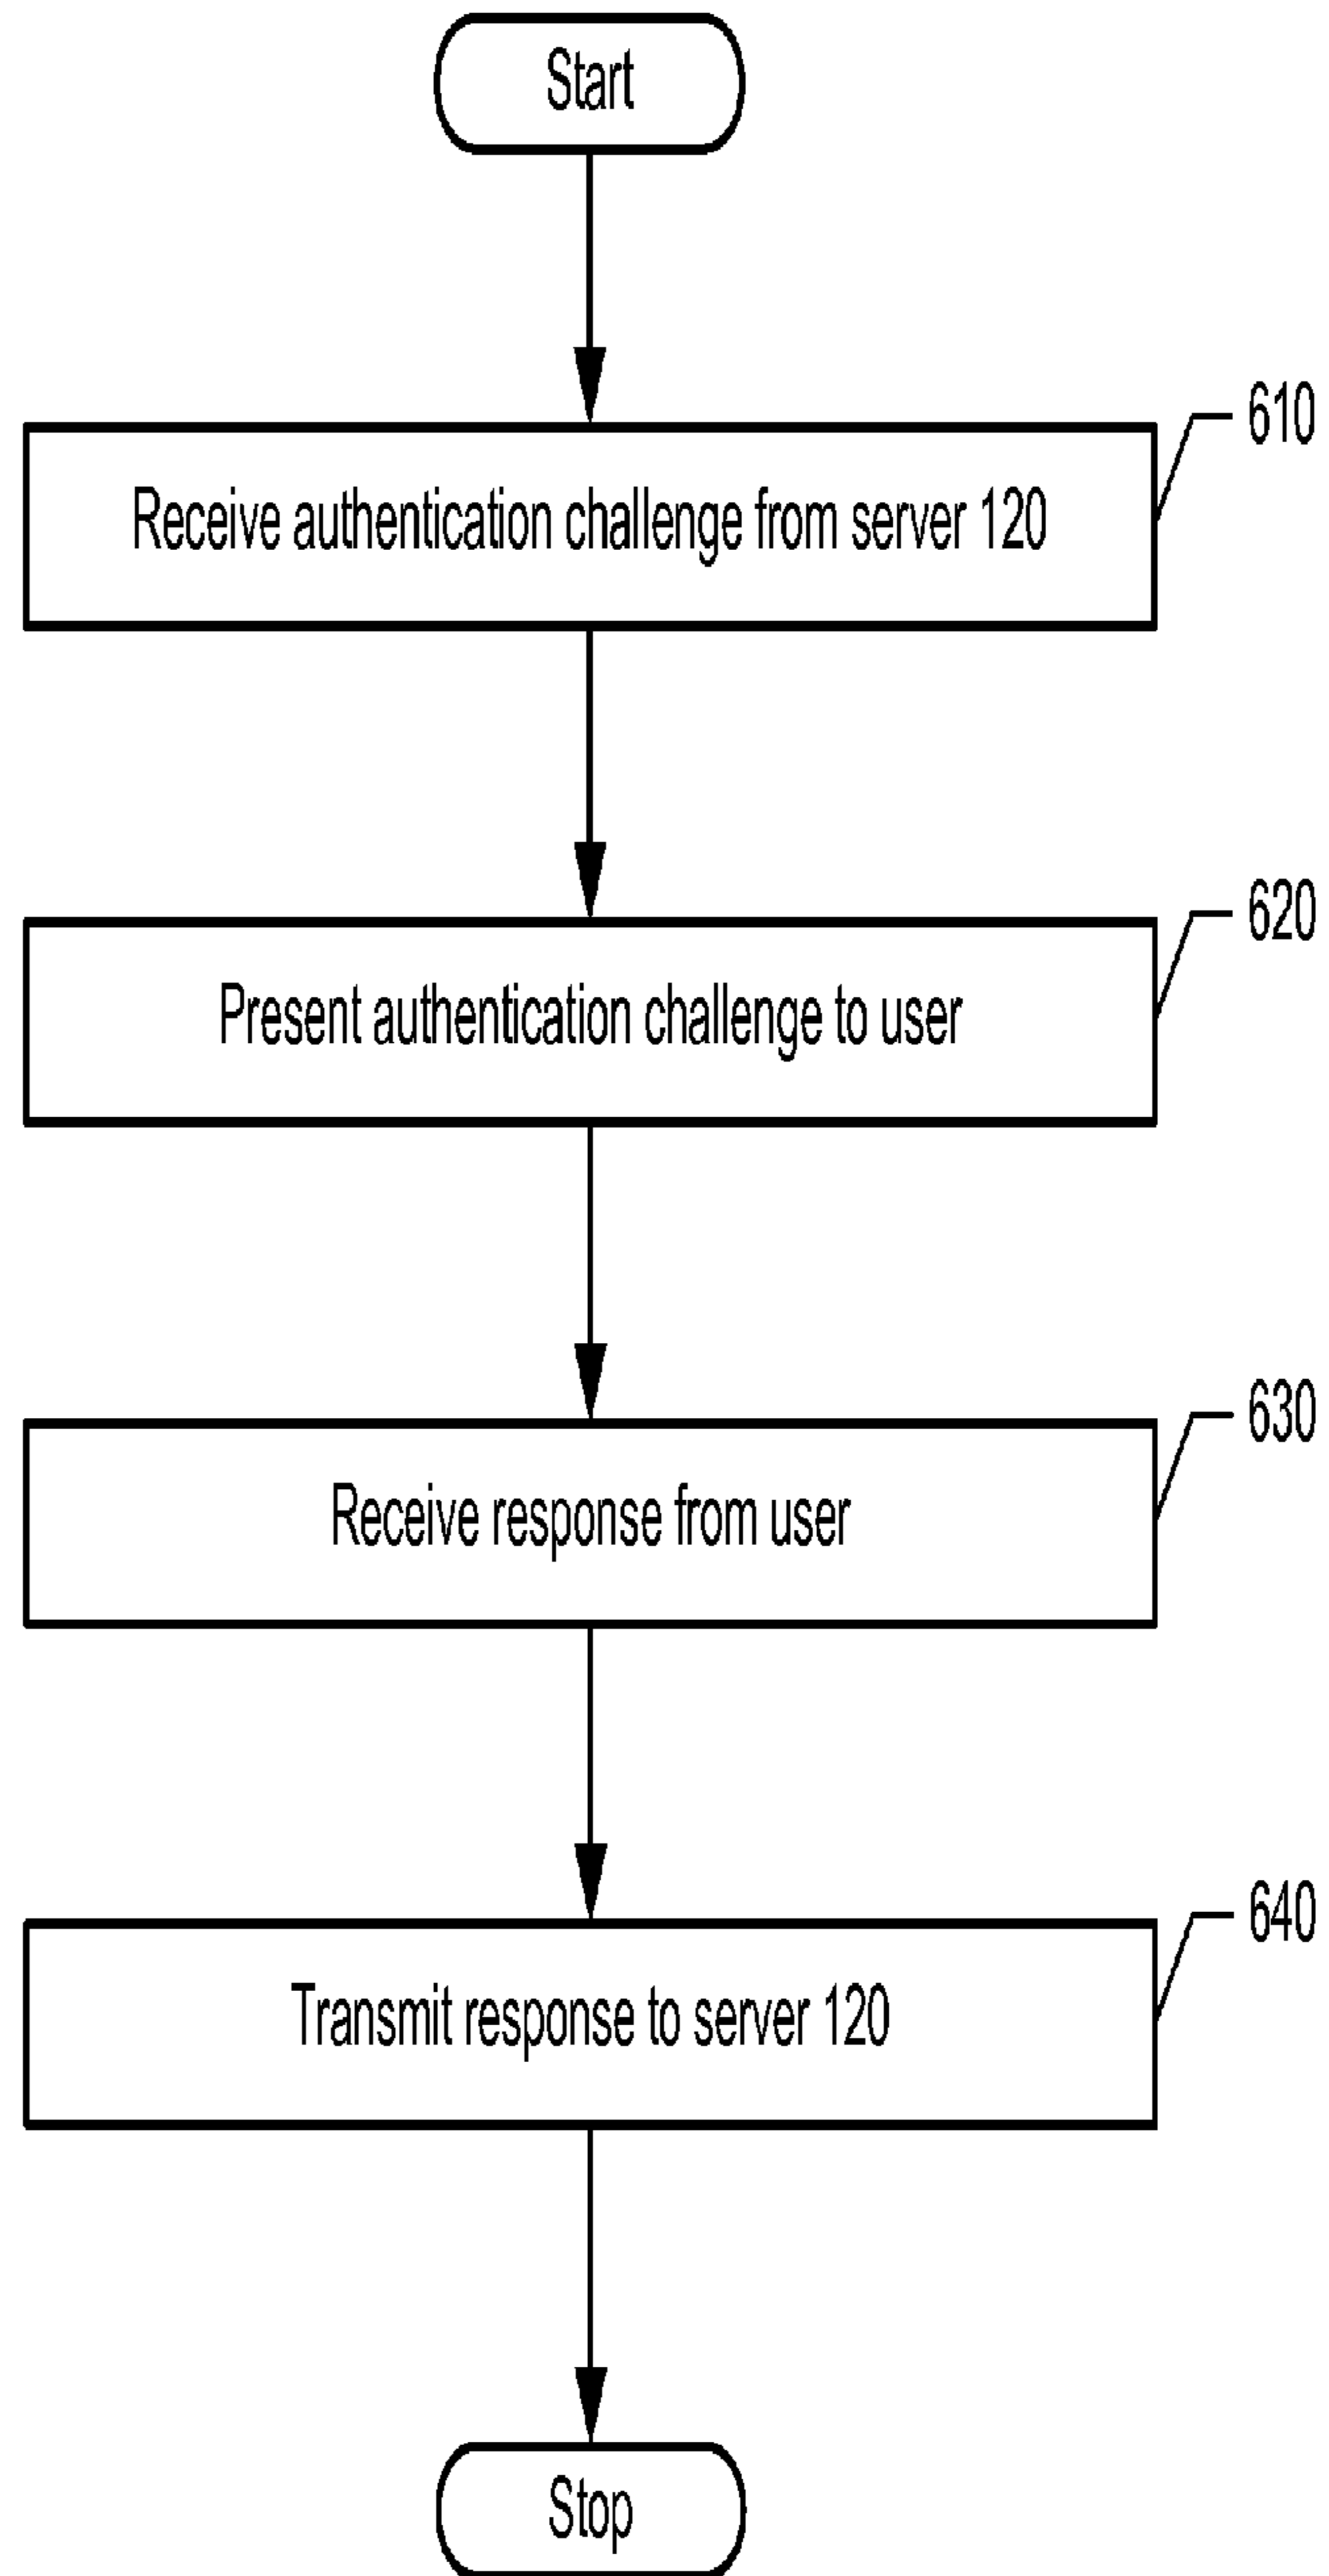 Start
610
Receive authentication challenge from server 120
620
Present authentication challenge to user
630
Receive response from user
640
Transmit response to server 120
Stop